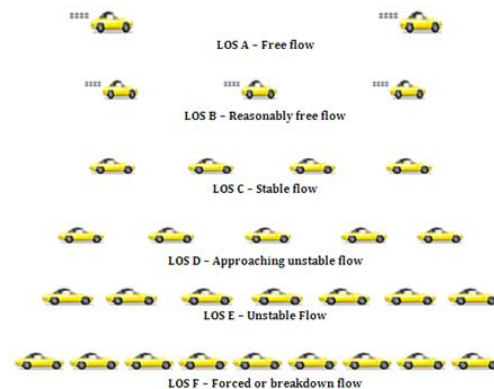 LOS A – Free flow
LOS B – Reasonably free flow
LOS C – Stable flow
LOS D – Approaching unstable flow
LOS E – Unstable Flow
LOS F – Forced or breakdown flow